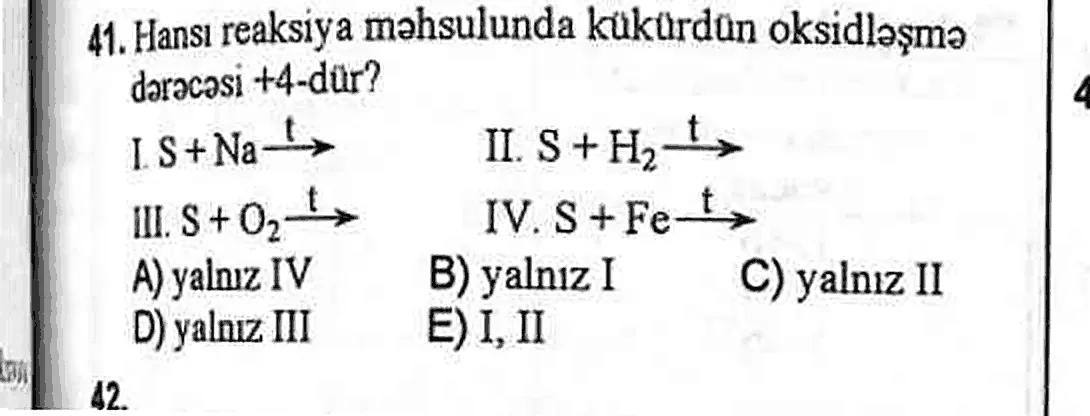 41. Hansı reaksiya məhsulunda kükürdün oksidləşmə
dərəcəsi +4-dür?
I. S + Na →t II. S + H₂ →t
III. S + O₂ →t IV. S + Fe →t
A) yalnız IV B) yalnız I C) yalnız II
D) yalnız III E) I, II
42.
4